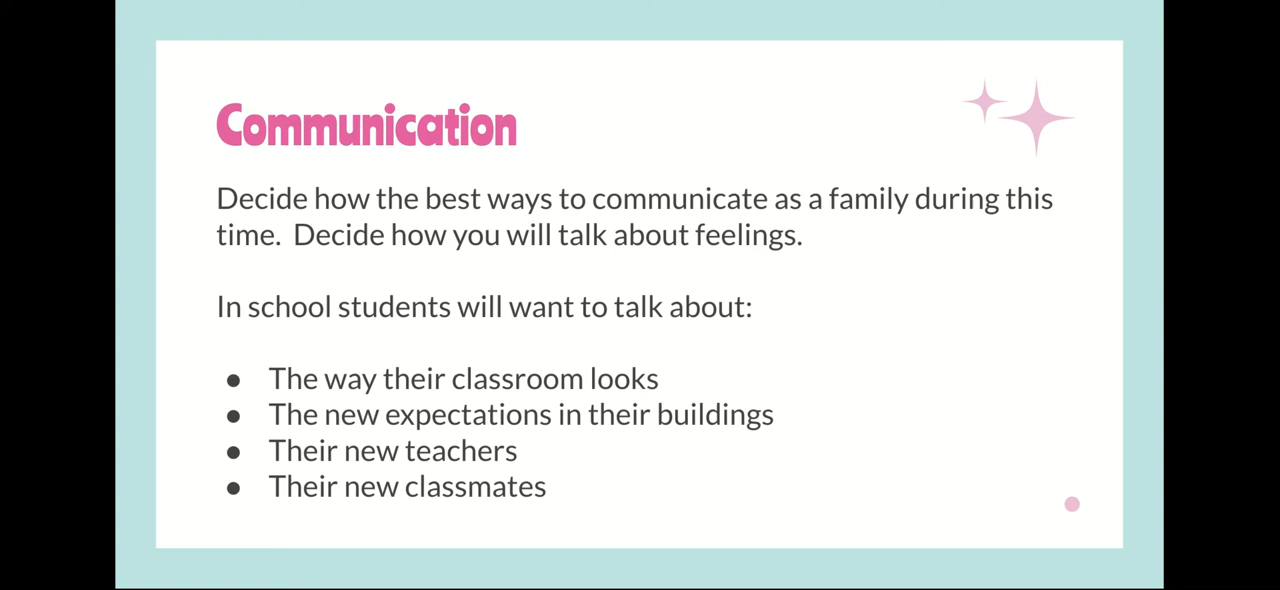 Communication
Decide how the best ways to communicate as a family during this
time.  Decide how you will talk about feelings.
In school students will want to talk about:
● The way their classroom looks
● The new expectations in their buildings
● Their new teachers
● Their new classmates